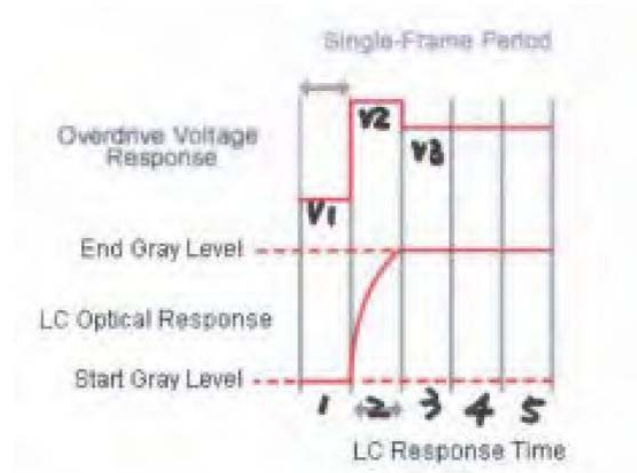 Single-Frame Period
Overdrive Voltage
Response
V1
V2
V3
End Gray Level
LC Optical Response
Start Gray Level
1 2 3 4 5
LC Response Time